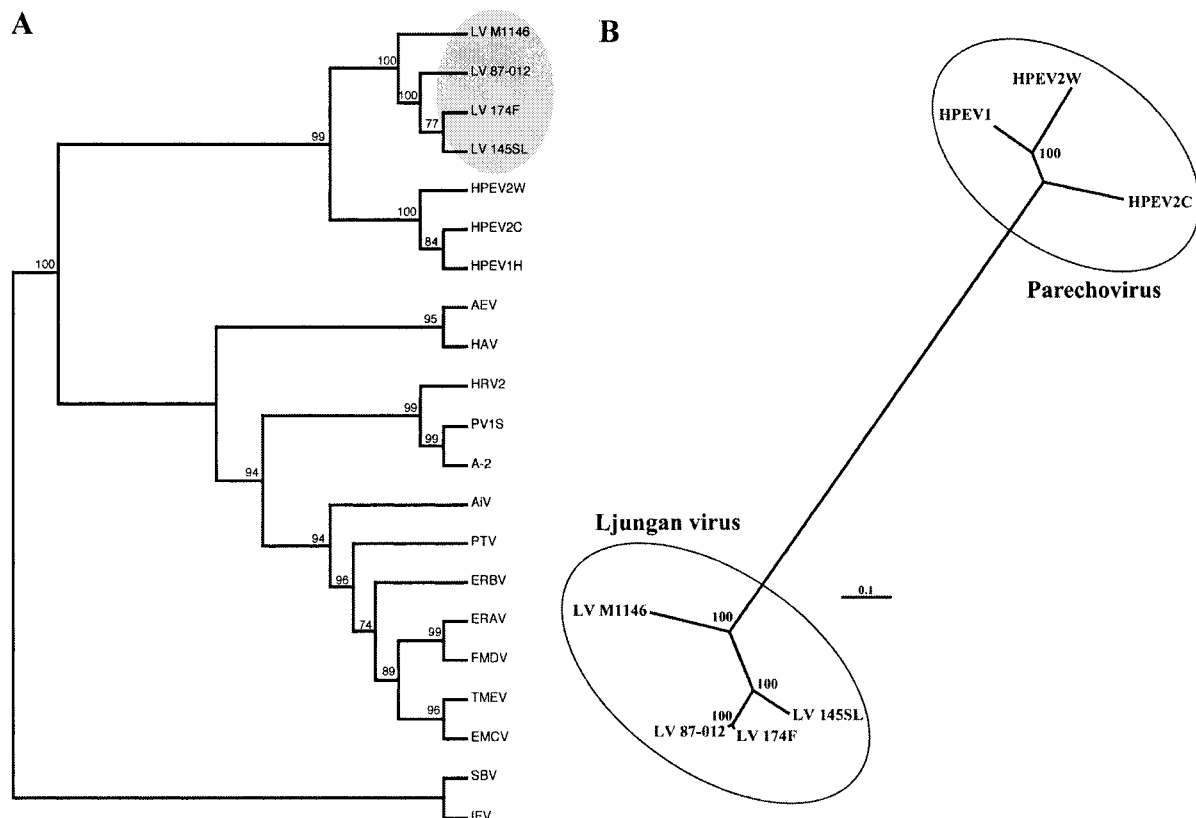 A
LV M1146
100
LV 87-012
100
LV 174F
77
LV 145SL
99
HPEV2W
100
HPEV2C
84
HPEV1H
100
AEV
95
HAV
HRV2
99
PV1S
99
A-2
94
AiV
94
PTV
96
ERBV
74
ERAV
99
FMDV
89
TMEV
96
EMCV
SBV
B
HPEV2W
HPEV1
100
HPEV2C
Parechovirus
Ljungan virus
0.1
LV M1146
100
100
LV 145SL
100
LV 87-012
LV 174F